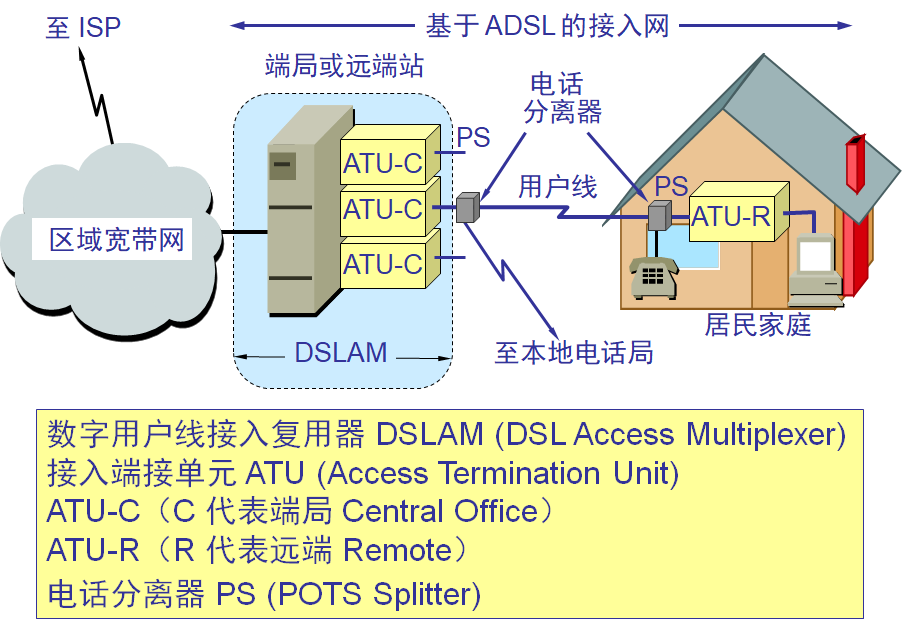 至 ISP
基于 ADSL 的接入网
端局或远端站
电话
分离器
PS
ATU-C
用户线
PS
ATU-C
ATU-R
区域宽带网
ATU-C
居民家庭
DSLAM
至本地电话局
数字用户线接入复用器 DSLAM (DSL Access Multiplexer)
接入端接单元 ATU (Access Termination Unit)
ATU-C（C 代表端局 Central Office）
ATU-R（R 代表远端 Remote）
电话分离器 PS (POTS Splitter)